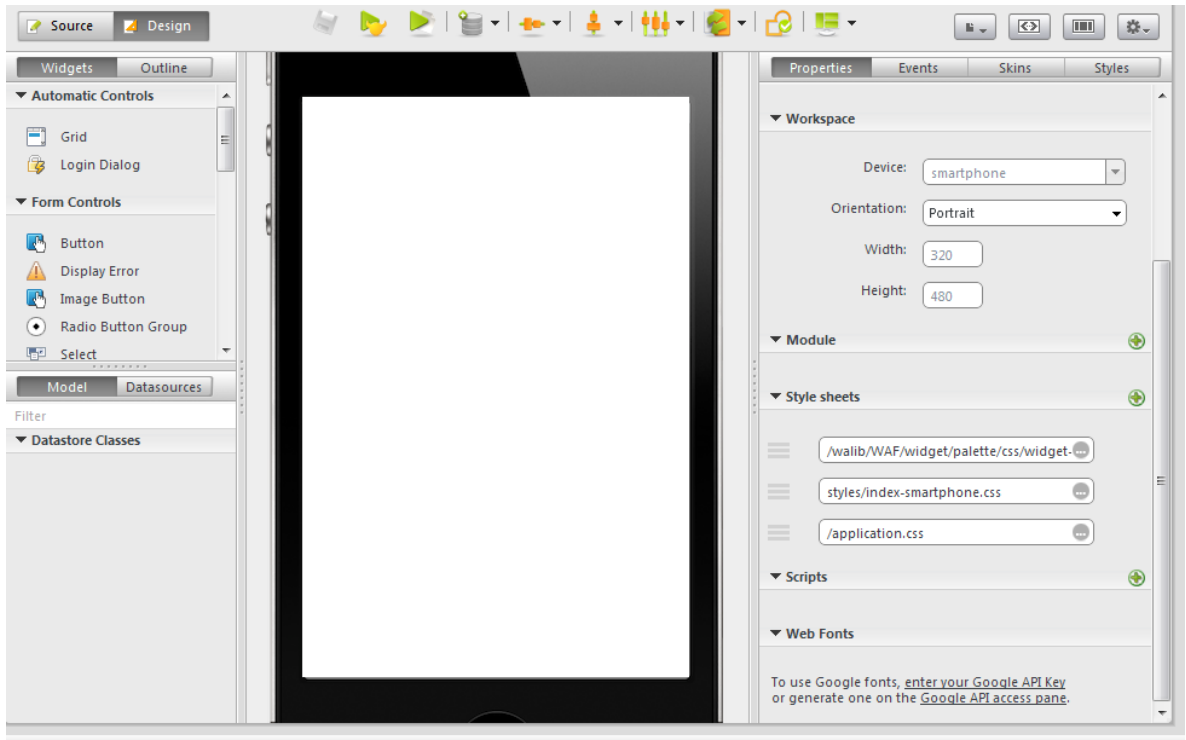 Source
Design
Widgets
Outline
Automatic Controls
Grid
Login Dialog
Form Controls
Button
Display Error
Image Button
Radio Button Group
Select
Model
Datasources
Filter
Datastore Classes
Properties
Events
Skins
Styles
Workspace
Device: smartphone
Orientation: Portrait
Width: 320
Height: 480
Module
Style sheets
/walib/WAF/widget/palette/css/widget-
styles/index-smartphone.css
/application.css
Scripts
Web Fonts
To use Google fonts, enter your Google API Key
or generate one on the Google API access pane.